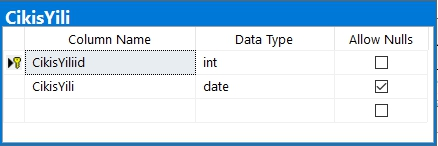 CikisYili
Column Name Data Type Allow Nulls
CikisYiliid int
CikisYili date